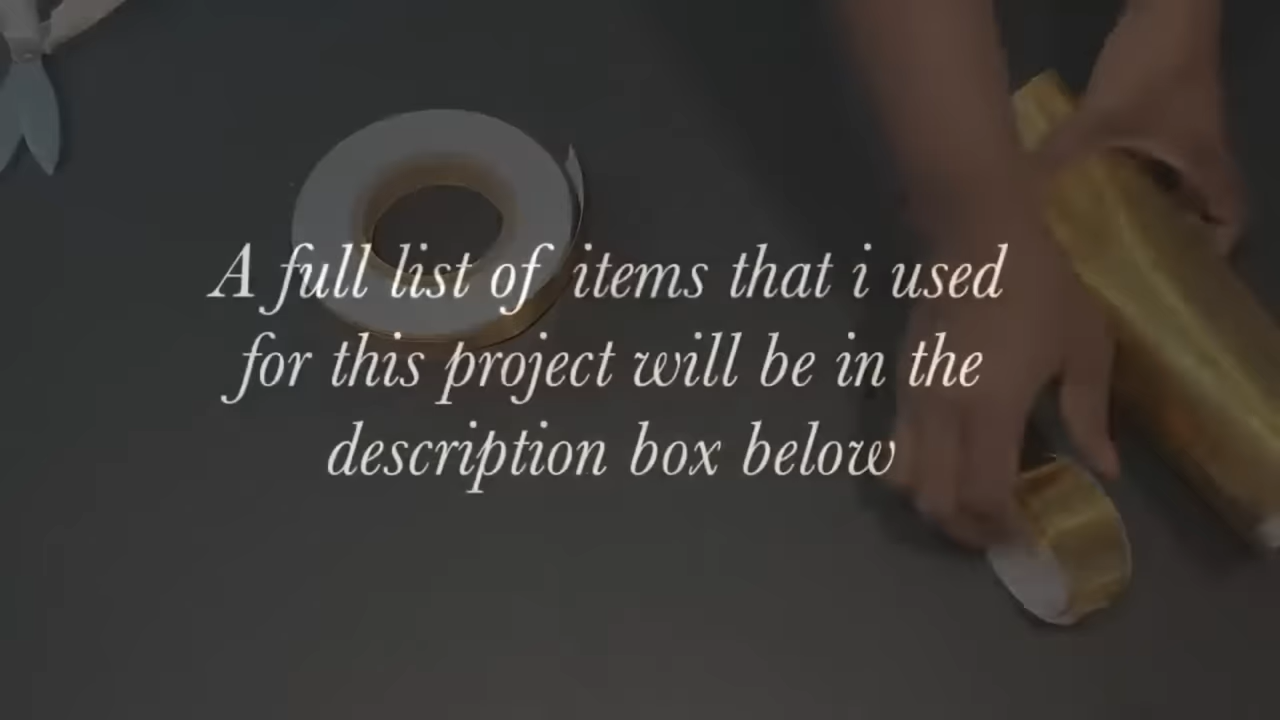 A full list of items that i used
for this project will be in the
description box below